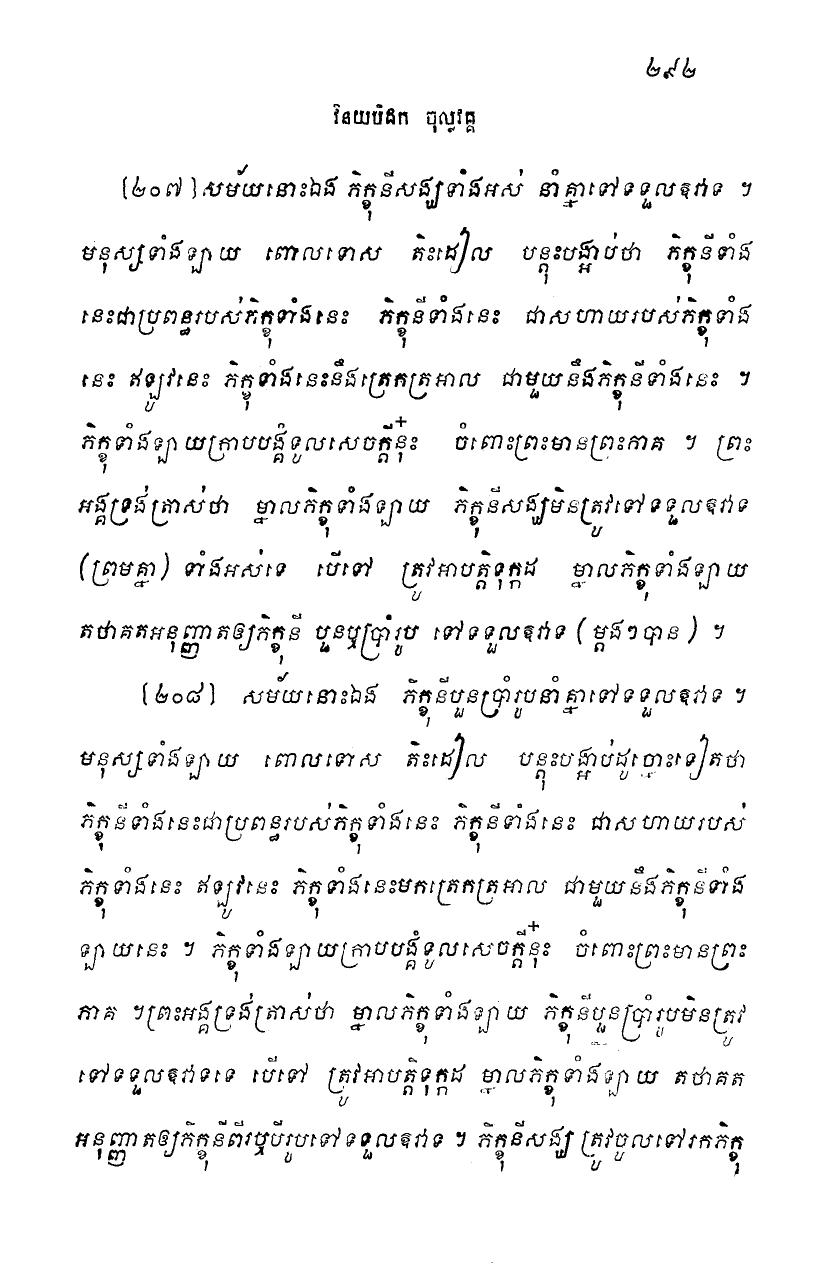 ២៩២
វិនយបិដក ចុល្លវគ្គ
[២០៧] សម័យនោះឯង ភិក្ខុនីសង្ឃទាំងអស់ នាំគ្នាទៅទទួលឱវាទ ។
មនុស្សទាំងឡាយ ពោលទោស តិះដៀល បន្តុះបង្អាប់ថា ភិក្ខុនីទាំង
នេះជាប្រពន្ធរបស់ភិក្ខុទាំងនេះ ភិក្ខុនីទាំងនេះ ជាសហាយរបស់ភិក្ខុទាំង
នេះ ឥឡូវនេះ ភិក្ខុទាំងនេះនឹងត្រេកត្រអាល ជាមួយនឹងភិក្ខុនីទាំងនេះ ។
ភិក្ខុទាំងឡាយក្រាបបង្គំទូលសេចក្តីនុ៎ះ ចំពោះព្រះមានព្រះភាគ ។ ព្រះ
អង្គទ្រង់ត្រាស់ថា ម្នាលភិក្ខុទាំងឡាយ ភិក្ខុនីសង្ឃមិនត្រូវទៅទទួលឱវាទ
(ព្រមគ្នា) ទាំងអស់ទេ បើទៅ ត្រូវអាបត្តិទុក្កដ ម្នាលភិក្ខុទាំងឡាយ
តថាគតអនុញ្ញាតឲ្យភិក្ខុនី បួនឬប្រាំរូប ទៅទទួលឱវាទ (ម្តងៗបាន) ។
[២០៨] សម័យនោះឯង ភិក្ខុនីបួនប្រាំរូបនាំគ្នាទៅទទួលឱវាទ ។
មនុស្សទាំងឡាយ ពោលទោស តិះដៀល បន្តុះបង្អាប់ដូច្នោះទៀតថា
ភិក្ខុនីទាំងនេះជាប្រពន្ធរបស់ភិក្ខុទាំងនេះ ភិក្ខុនីទាំងនេះ ជាសហាយរបស់
ភិក្ខុទាំងនេះ ឥឡូវនេះ ភិក្ខុទាំងនេះមកត្រេកត្រអាល ជាមួយនឹងភិក្ខុនីទាំង
ឡាយនេះ ។ ភិក្ខុទាំងឡាយក្រាបបង្គំទូលសេចក្តីនុ៎ះ ចំពោះព្រះមានព្រះ
ភាគ ។ព្រះអង្គទ្រង់ត្រាស់ថា ម្នាលភិក្ខុទាំងឡាយ ភិក្ខុនីបួនប្រាំរូបមិនត្រូវ
ទៅទទួលឱវាទទេ បើទៅ ត្រូវអាបត្តិទុក្កដ ម្នាលភិក្ខុទាំងឡាយ តថាគត
អនុញ្ញាតឲ្យភិក្ខុនីពីរឬបីរូបទៅទទួលឱវាទ ។ ភិក្ខុនីសង្ឃ ត្រូវចូលទៅរកភិក្ខុ